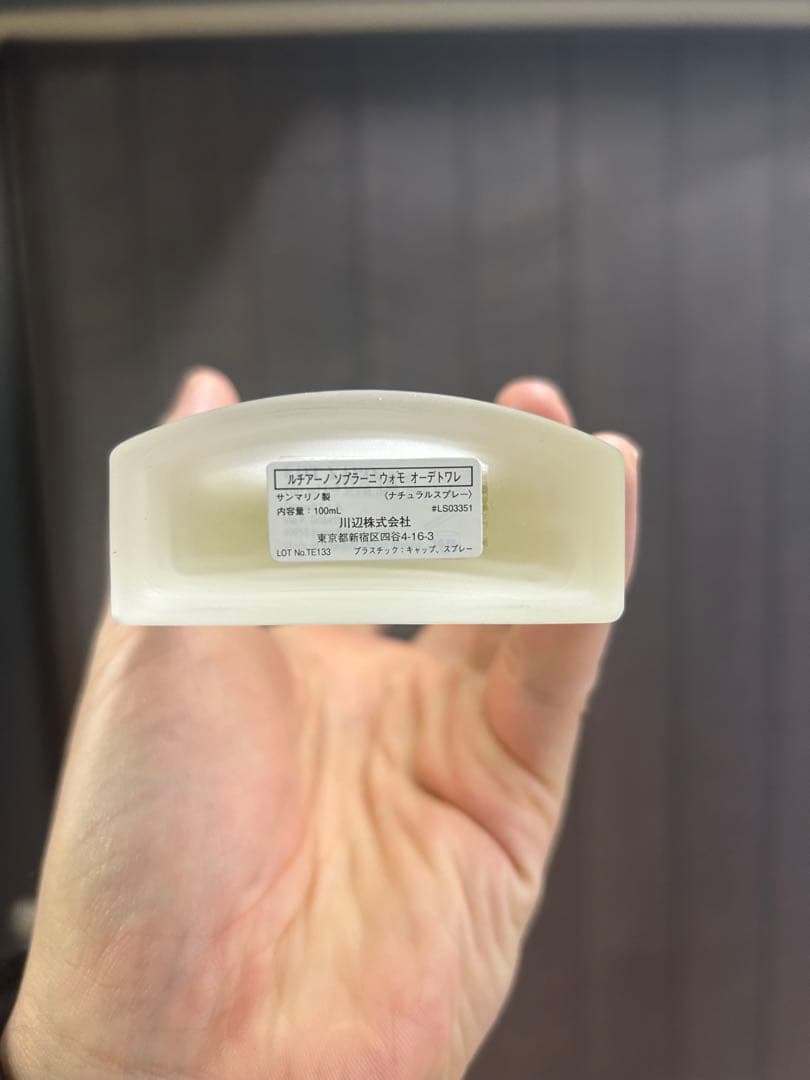 ルチアーノ ソプラーニ ウォモ オーデトワレ
サンマリノ製 〈ナチュラルスプレー〉
内容量：100mL #LS03351
川辺株式会社
東京都新宿区四谷4-16-3
LOT No.TE133 プラスチック：キャップ、スプレー